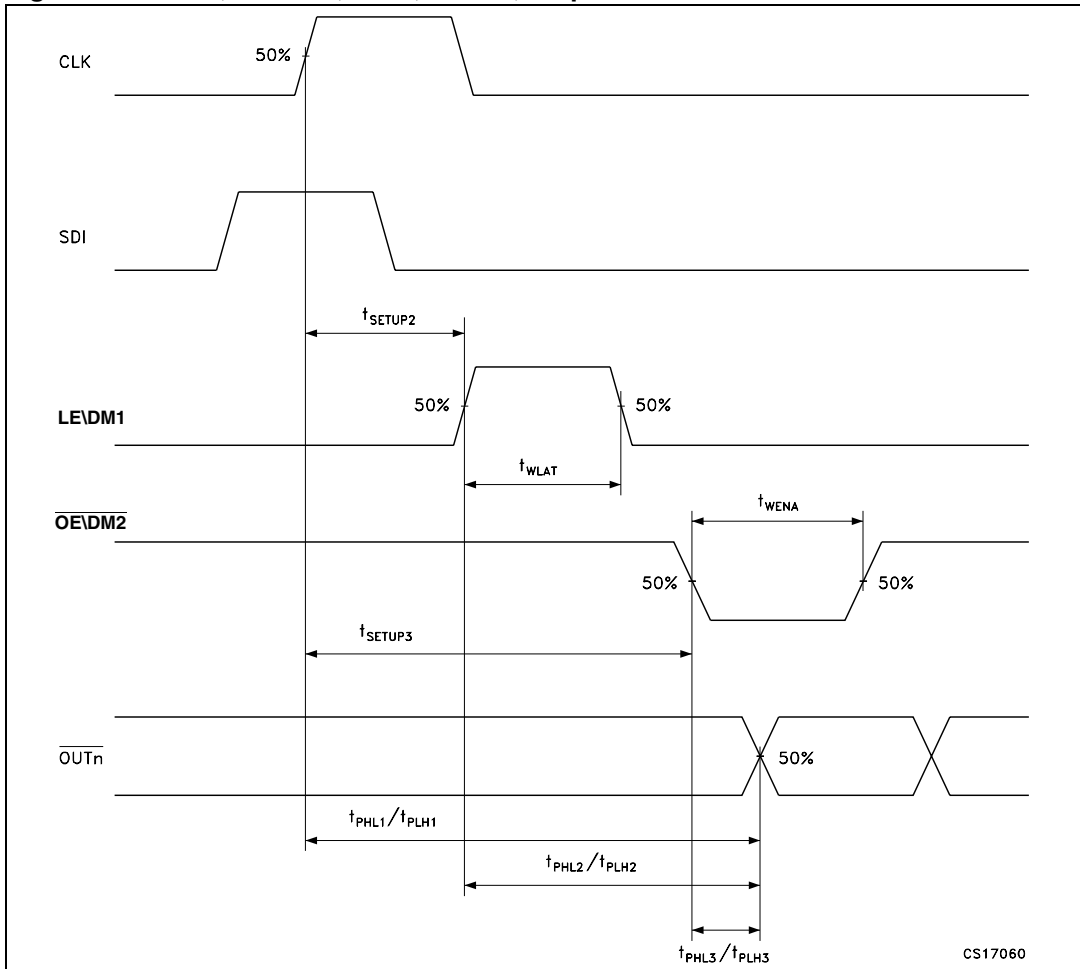 50%
CLK
SDI
tSETUP2
50%
50%
LE\DM1
tWLAT
tWENA
OE\DM2
50%
50%
tSETUP3
OUTn
50%
tPHL1/tPLH1
tPHL2/tPLH2
tPHL3/tPLH3
CS17060